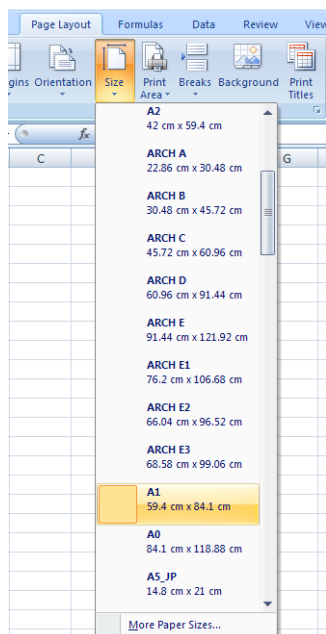 Page Layout Formulas Data Review View
gins Orientation Size Print Area Breaks Background Print Titles
fx
C G
A2
42 cm x 59.4 cm
ARCH A
22.86 cm x 30.48 cm
ARCH B
30.48 cm x 45.72 cm
ARCH C
45.72 cm x 60.96 cm
ARCH D
60.96 cm x 91.44 cm
ARCH E
91.44 cm x 121.92 cm
ARCH E1
76.2 cm x 106.68 cm
ARCH E2
66.04 cm x 96.52 cm
ARCH E3
68.58 cm x 99.06 cm
A1
59.4 cm x 84.1 cm
A0
84.1 cm x 118.88 cm
A5_JP
14.8 cm x 21 cm
More Paper Sizes...